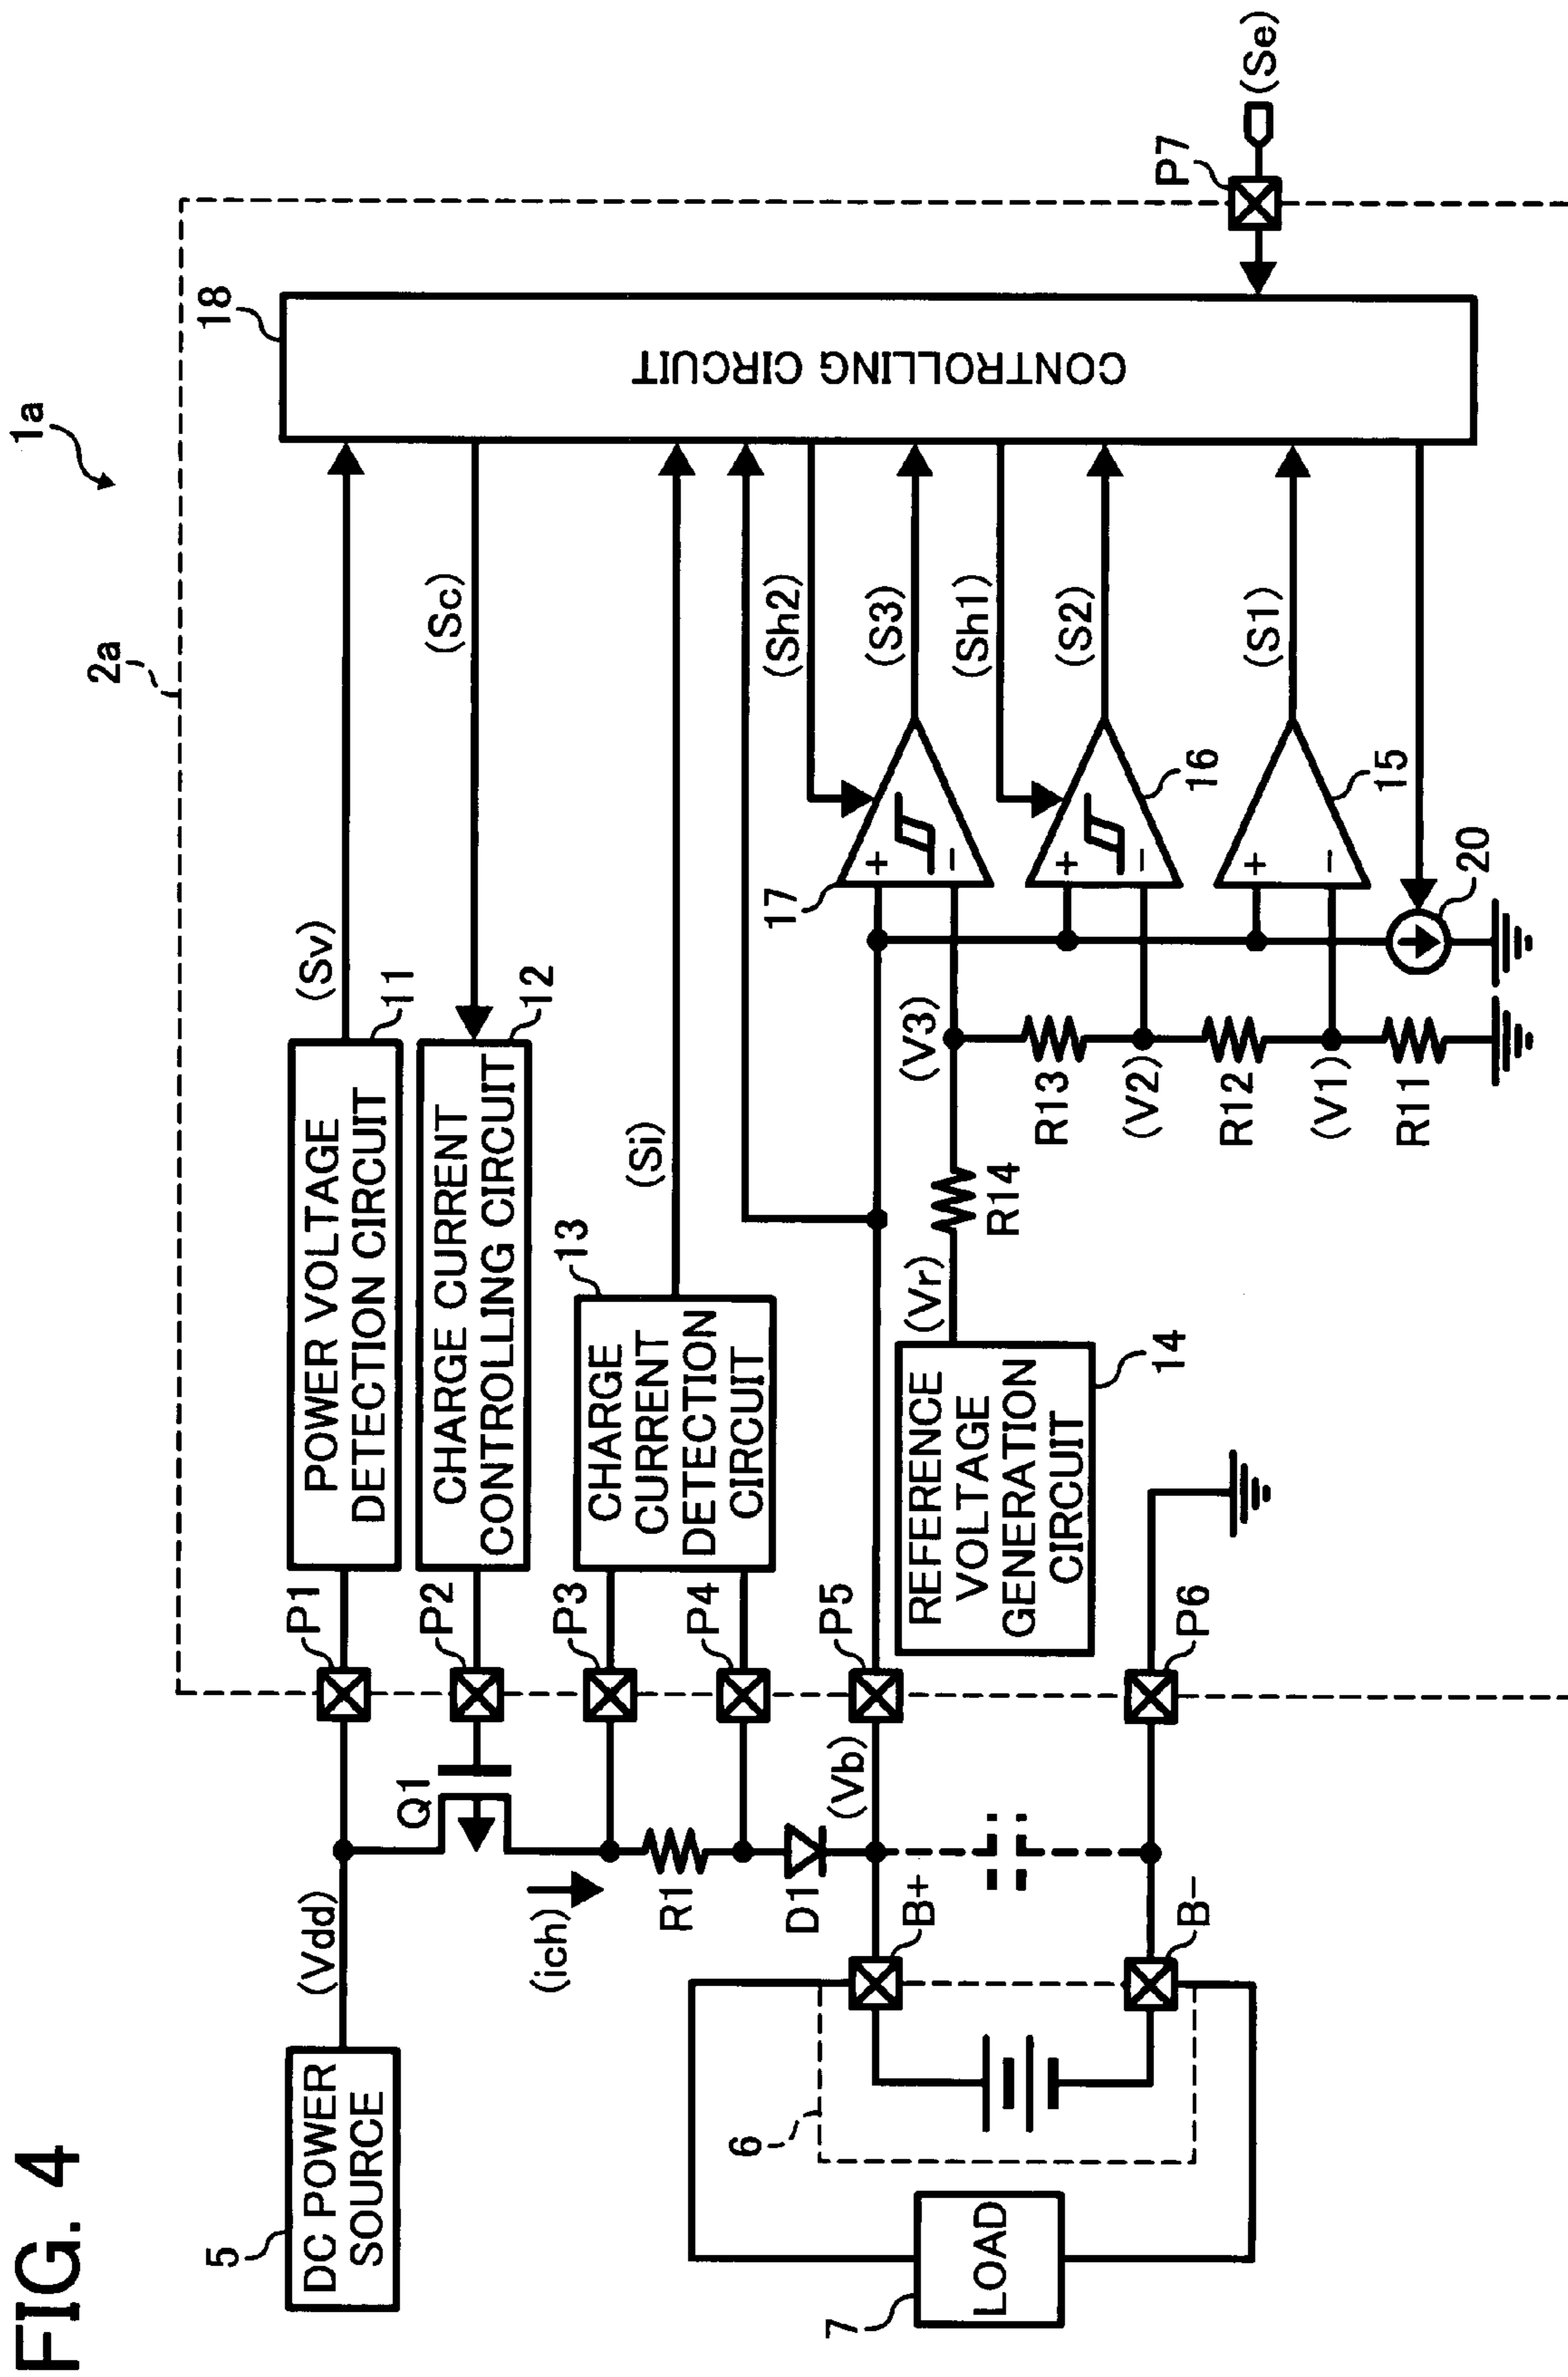 FIG. 4
1a
2a
5
DC POWER
SOURCE
(Vdd)
P1
POWER VOLTAGE
DETECTION CIRCUIT
11
(Sv)
18
CONTROLLING CIRCUIT
Q1
P2
CHARGE CURRENT
CONTROLLING CIRCUIT
12
(Sc)
(ich)
P3
CHARGE
CURRENT
DETECTION
CIRCUIT
13
(Si)
R1
P4
D1
(Vb)
P5
(Sh2)
17
+
−
(S3)
B+
REFERENCE
VOLTAGE
GENERATION
CIRCUIT
14
(Vr)
R14
(V3)
(Sh1)
R13
+
−
16
(S2)
6
7
LOAD
(V2)
B−
P6
R12
+
−
15
(S1)
(V1)
R11
20
P7
(Se)